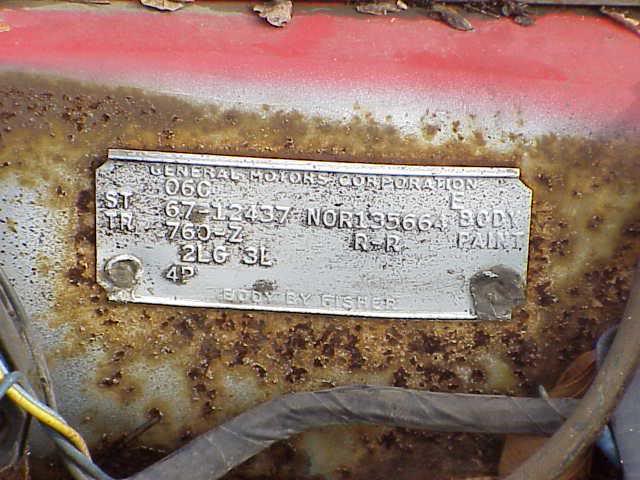 GENERAL MOTORS CORPORATION
06C E
ST 67-12437 NOR135664 BODY
TR 760-Z R-R PAINT
2LG 3L
4P
BODY BY FISHER